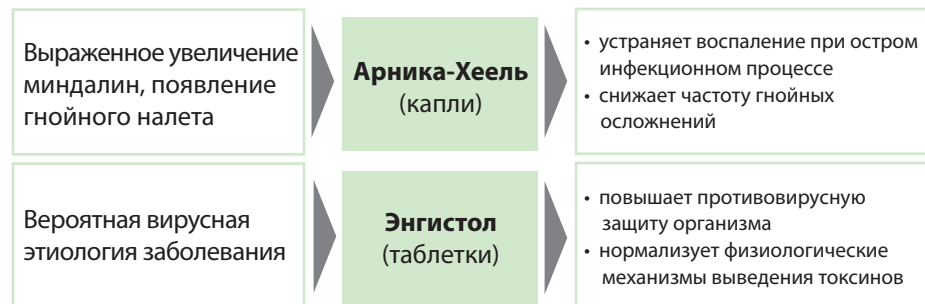 Выраженное увеличение
миндалин, появление
гнойного налета
Арника-Хеель
(капли)
• устраняет воспаление при остром
инфекционном процессе
• снижает частоту гнойных
осложнений
Вероятная вирусная
этиология заболевания
Энгистол
(таблетки)
• повышает противовирусную
защиту организма
• нормализует физиологические
механизмы выведения токсинов